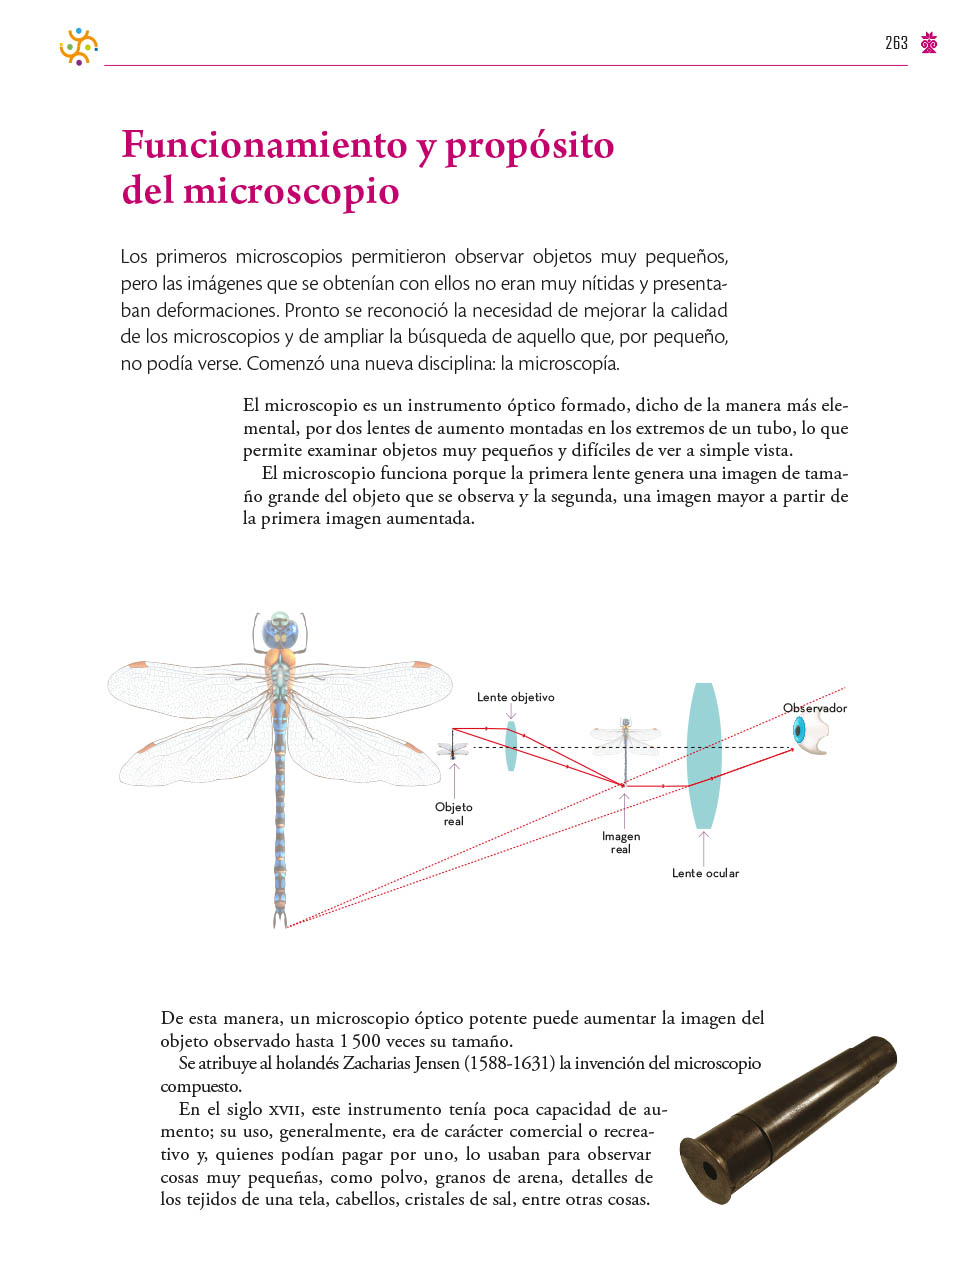 263
Funcionamiento y propósito
del microscopio
Los primeros microscopios permitieron observar objetos muy pequeños,
pero las imágenes que se obtenían con ellos no eran muy nítidas y presenta-
ban deformaciones. Pronto se reconoció la necesidad de mejorar la calidad
de los microscopios y de ampliar la búsqueda de aquello que, por pequeño,
no podía verse. Comenzó una nueva disciplina: la microscopía.
El microscopio es un instrumento óptico formado, dicho de la manera más ele-
mental, por dos lentes de aumento montadas en los extremos de un tubo, lo que
permite examinar objetos muy pequeños y difíciles de ver a simple vista.
El microscopio funciona porque la primera lente genera una imagen de tama-
ño grande del objeto que se observa y la segunda, una imagen mayor a partir de
la primera imagen aumentada.
Lente objetivo
Observador
Objeto
real
Imagen
real
Lente ocular
De esta manera, un microscopio óptico potente puede aumentar la imagen del
objeto observado hasta 1 500 veces su tamaño.
Se atribuye al holandés Zacharias Jensen (1588-1631) la invención del microscopio
compuesto.
En el siglo XVII, este instrumento tenía poca capacidad de au-
mento; su uso, generalmente, era de carácter comercial o recrea-
tivo y, quienes podían pagar por uno, lo usaban para observar
cosas muy pequeñas, como polvo, granos de arena, detalles de
los tejidos de una tela, cabellos, cristales de sal, entre otras cosas.